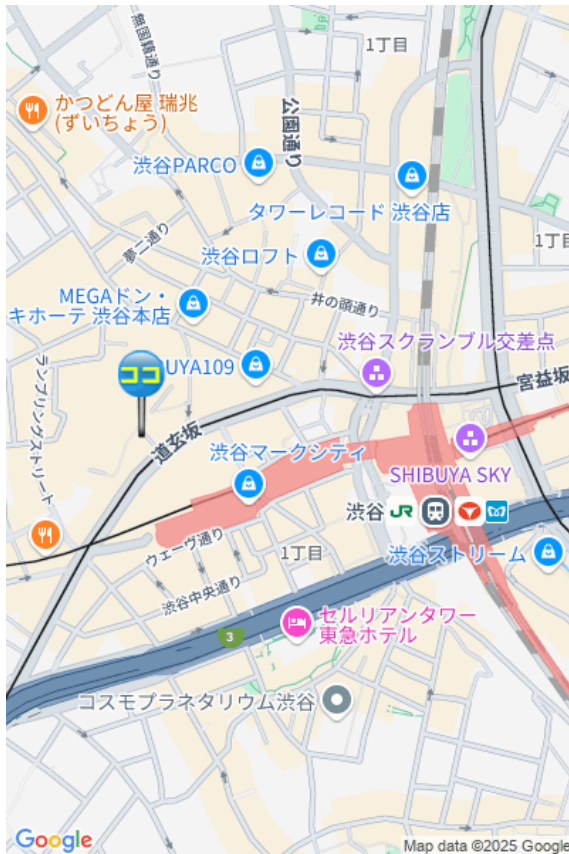 無国籍通り
1丁目
かつどん屋 瑞兆
(ずいちょう)
公園通り
渋谷PARCO
タワーレコード 渋谷店
1丁目
夢二通り
渋谷ロフト
MEGAドン・
キホーテ 渋谷本店
井の頭通り
渋谷スクランブル交差点
UYA109
ココ
宮益坂
ランブリングストリート
道玄坂
渋谷マークシティ
SHIBUYA SKY
渋谷 JR
ウェーヴ通り
1丁目
渋谷ストリーム
渋谷中央通り
セルリアンタワー
東急ホテル
3
コスモプラネタリウム渋谷
Google
Map data ©2025 Google